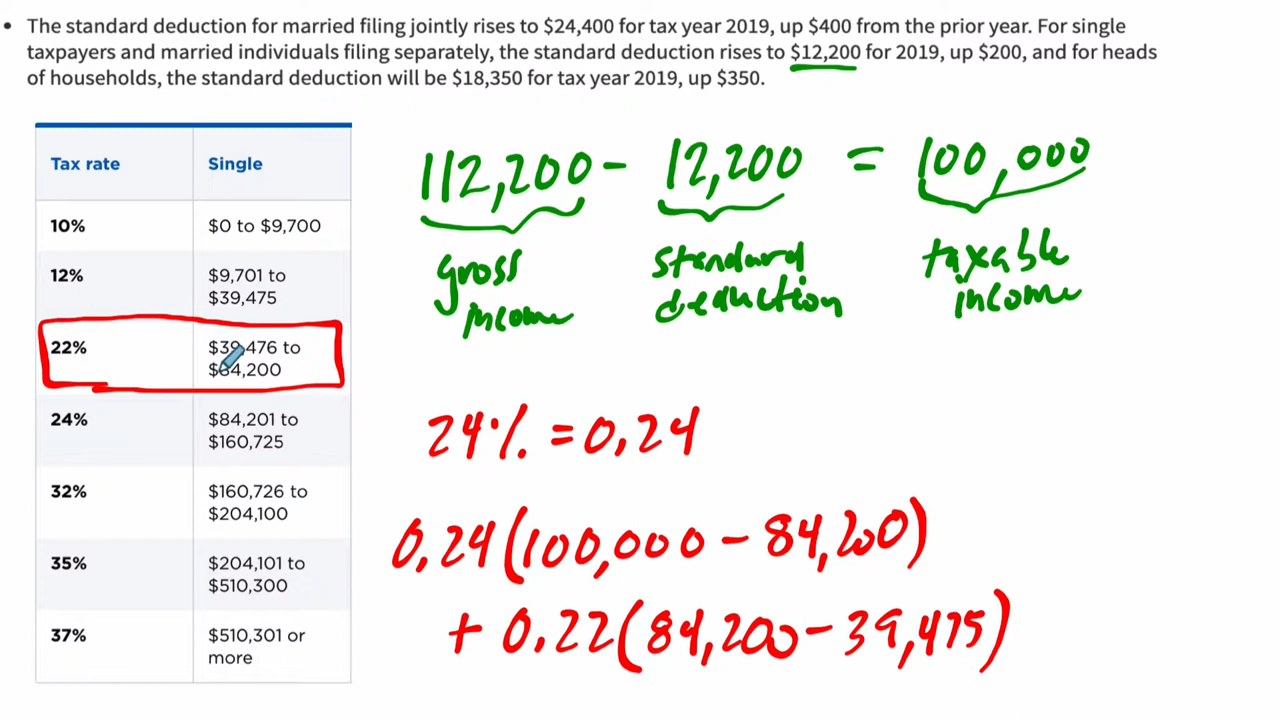 • The standard deduction for married filing jointly rises to $24,400 for tax year 2019, up $400 from the prior year. For single
taxpayers and married individuals filing separately, the standard deduction rises to $12,200 for 2019, up $200, and for heads
of households, the standard deduction will be $18,350 for tax year 2019, up $350.
Tax rate Single
10% $0 to $9,700
12% $9,701 to
$39,475
22% $39,476 to
$84,200
24% $84,201 to
$160,725
32% $160,726 to
$204,100
35% $204,101 to
$510,300
37% $510,301 or
more
112,200 - 12,200 = 100,000
gross standard taxable
income deduction income
24% = 0.24
0.24(100,000 - 84,200)
+ 0.22(84,200 - 39,475)